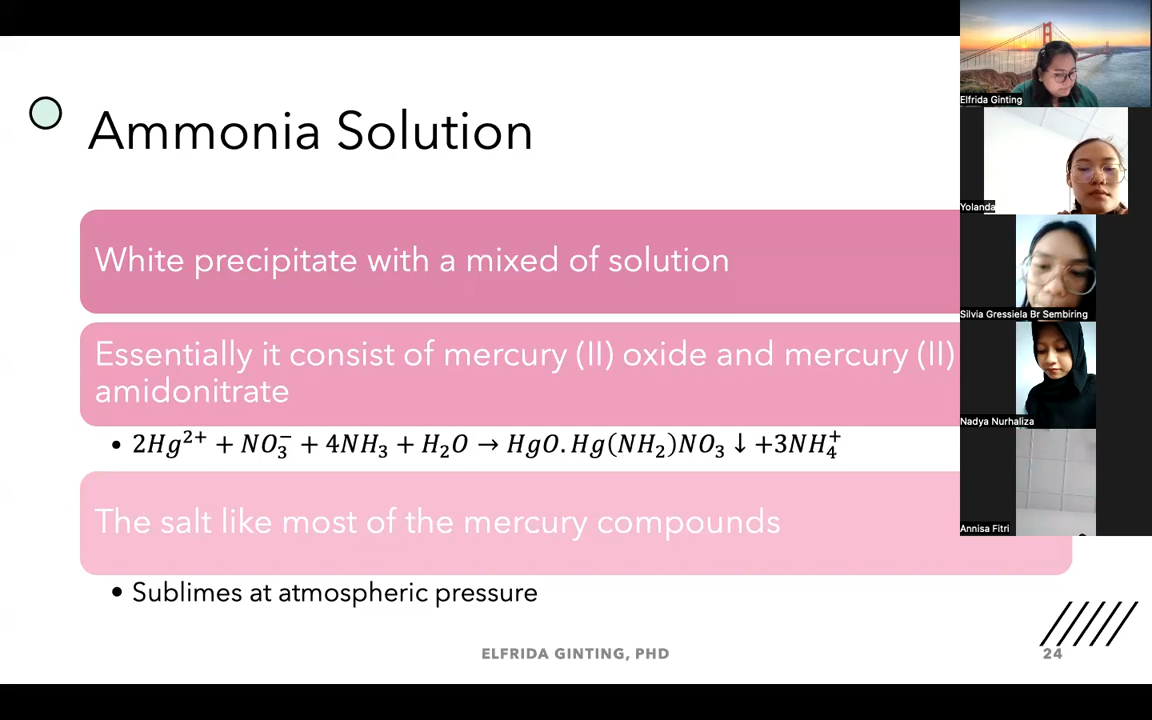 Ammonia Solution
White precipitate with a mixed of solution
Essentially it consist of mercury (II) oxide and mercury (II)
amidonitrate
• 2Hg²⁺ + NO₃⁻ + 4NH₃ + H₂O → HgO.Hg(NH₂)NO₃ ↓ +3NH₄⁺
The salt like most of the mercury compounds
• Sublimes at atmospheric pressure
ELFRIDA GINTING, PHD
24
Elfrida Ginting
Yolanda
Silvia Gressiela Br Sembiring
Nadya Nurhaliza
Annisa Fitri